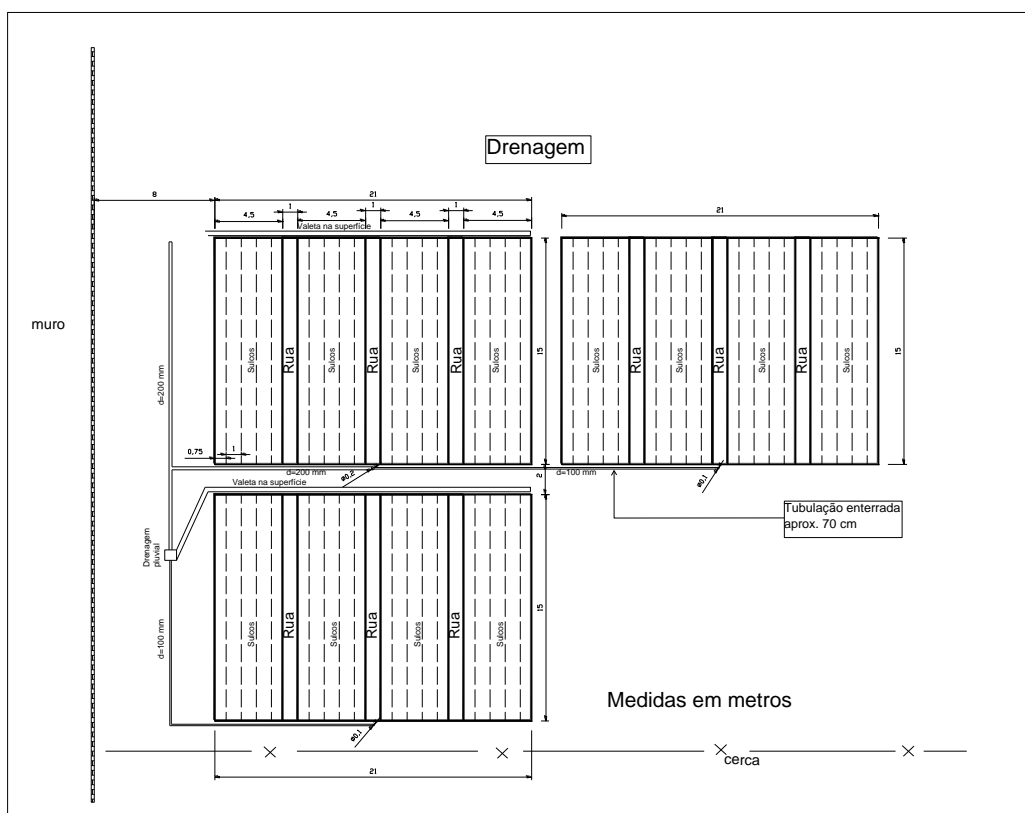 Drenagem
8
21
1
1
1
4,5
4,5
4,5
4,5
21
Valeta na superfície
muro
Sulcos
Rua
Sulcos
Rua
Sulcos
Rua
Sulcos
15
Sulcos
Rua
Sulcos
Rua
Sulcos
Rua
Sulcos
15
d=200 mm
0,75
1
d=200 mm
ø0,2
2
d=100 mm
ø0,1
Valeta na superfície
Tubulação enterrada
aprox. 70 cm
Drenagem
pluvial
d=100 mm
Sulcos
Rua
Sulcos
Rua
Sulcos
Rua
Sulcos
15
Medidas em metros
ø0,1
cerca
21